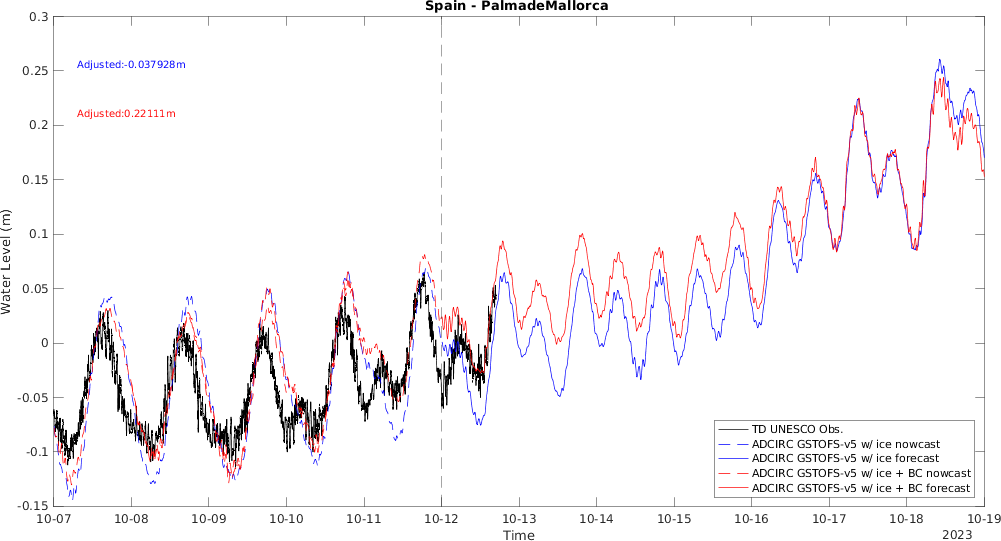 Spain - PalmadeMallorca
Adjusted:-0.037928m
Adjusted:0.22111m
Water Level (m)
0.3
0.25
0.2
0.15
0.1
0.05
0
-0.05
-0.1
-0.15
TD UNESCO Obs.
ADCIRC GSTOFS-v5 w/ ice nowcast
ADCIRC GSTOFS-v5 w/ ice forecast
ADCIRC GSTOFS-v5 w/ ice + BC nowcast
ADCIRC GSTOFS-v5 w/ ice + BC forecast
10-07 10-08 10-09 10-10 10-11 10-12 10-13 10-14 10-15 10-16 10-17 10-18 10-19
Time
2023